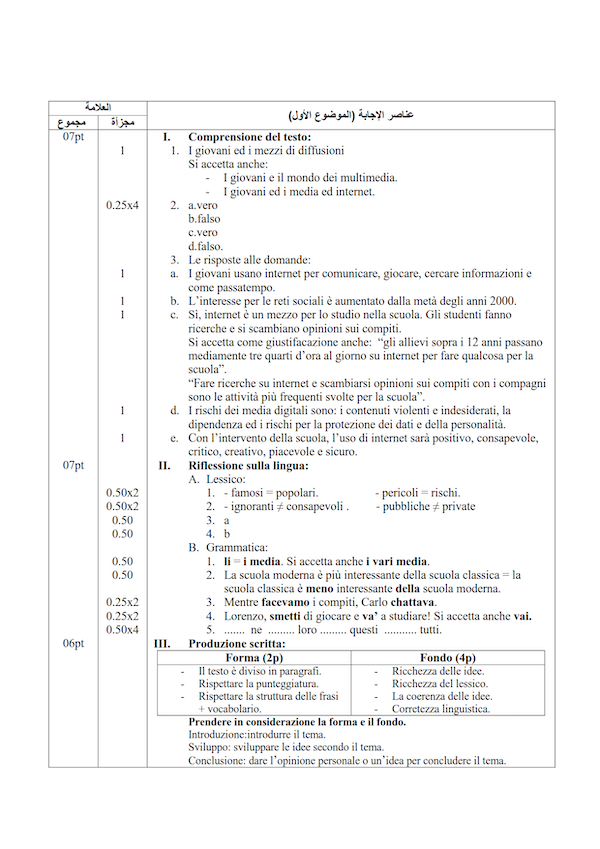 العلامة
عناصر الإجابة (الموضوع الأول)
مجموع
مجزأة
07pt
I. Comprensione del testo:
1
1. I giovani ed i mezzi di diffusioni
Si accetta anche:
- I giovani e il mondo dei multimedia.
- I giovani ed i media ed internet.
0.25x4
2. a.vero
b.falso
c.vero
d.falso.
3. Le risposte alle domande:
1
a. I giovani usano internet per comunicare, giocare, cercare informazioni e
come passatempo.
1
b. L’interesse per le reti sociali è aumentato dalla metà degli anni 2000.
1
c. Sì, internet è un mezzo per lo studio nella scuola. Gli studenti fanno
ricerche e si scambiano opinioni sui compiti.
Si accetta come giustifacazione anche: “gli allievi sopra i 12 anni passano
mediamente tre quarti d’ora al giorno su internet per fare qualcosa per la
scuola”.
“Fare ricerche su internet e scambiarsi opinioni sui compiti con i compagni
sono le attività più frequenti svolte per la scuola”.
1
d. I rischi dei media digitali sono: i contenuti violenti e indesiderati, la
dipendenza ed i rischi per la protezione dei dati e della personalità.
1
e. Con l’intervento della scuola, l’uso di internet sarà positivo, consapevole,
critico, creativo, piacevole e sicuro.
07pt
II. Riflessione sulla lingua:
A. Lessico:
0.50x2
1. - famosi = popolari. - pericoli = rischi.
0.50x2
2. - ignoranti ≠ consapevoli . - pubbliche ≠ private
0.50
3. a
0.50
4. b
B. Grammatica:
0.50
1. li = i media. Si accetta anche i vari media.
0.50
2. La scuola moderna è più interessante della scuola classica = la
scuola classica è meno interessante della scuola moderna.
0.25x2
3. Mentre facevamo i compiti, Carlo chattava.
0.25x2
4. Lorenzo, smetti di giocare e va’ a studiare! Si accetta anche vai.
0.50x4
5. ....... ne ......... loro ......... questi ........... tutti.
06pt
III. Produzione scritta:
Forma (2p)
Fondo (4p)
- Il testo è diviso in paragrafi.
- Rispettare la punteggiatura.
- Rispettare la struttura delle frasi
+ vocabolario.
- Ricchezza delle idee.
- Ricchezza del lessico.
- La coerenza delle idee.
- Corretezza linguistica.
Prendere in considerazione la forma e il fondo.
Introduzione:introdurre il tema.
Sviluppo: sviluppare le idee secondo il tema.
Conclusione: dare l’opinione personale o un’idea per concludere il tema.